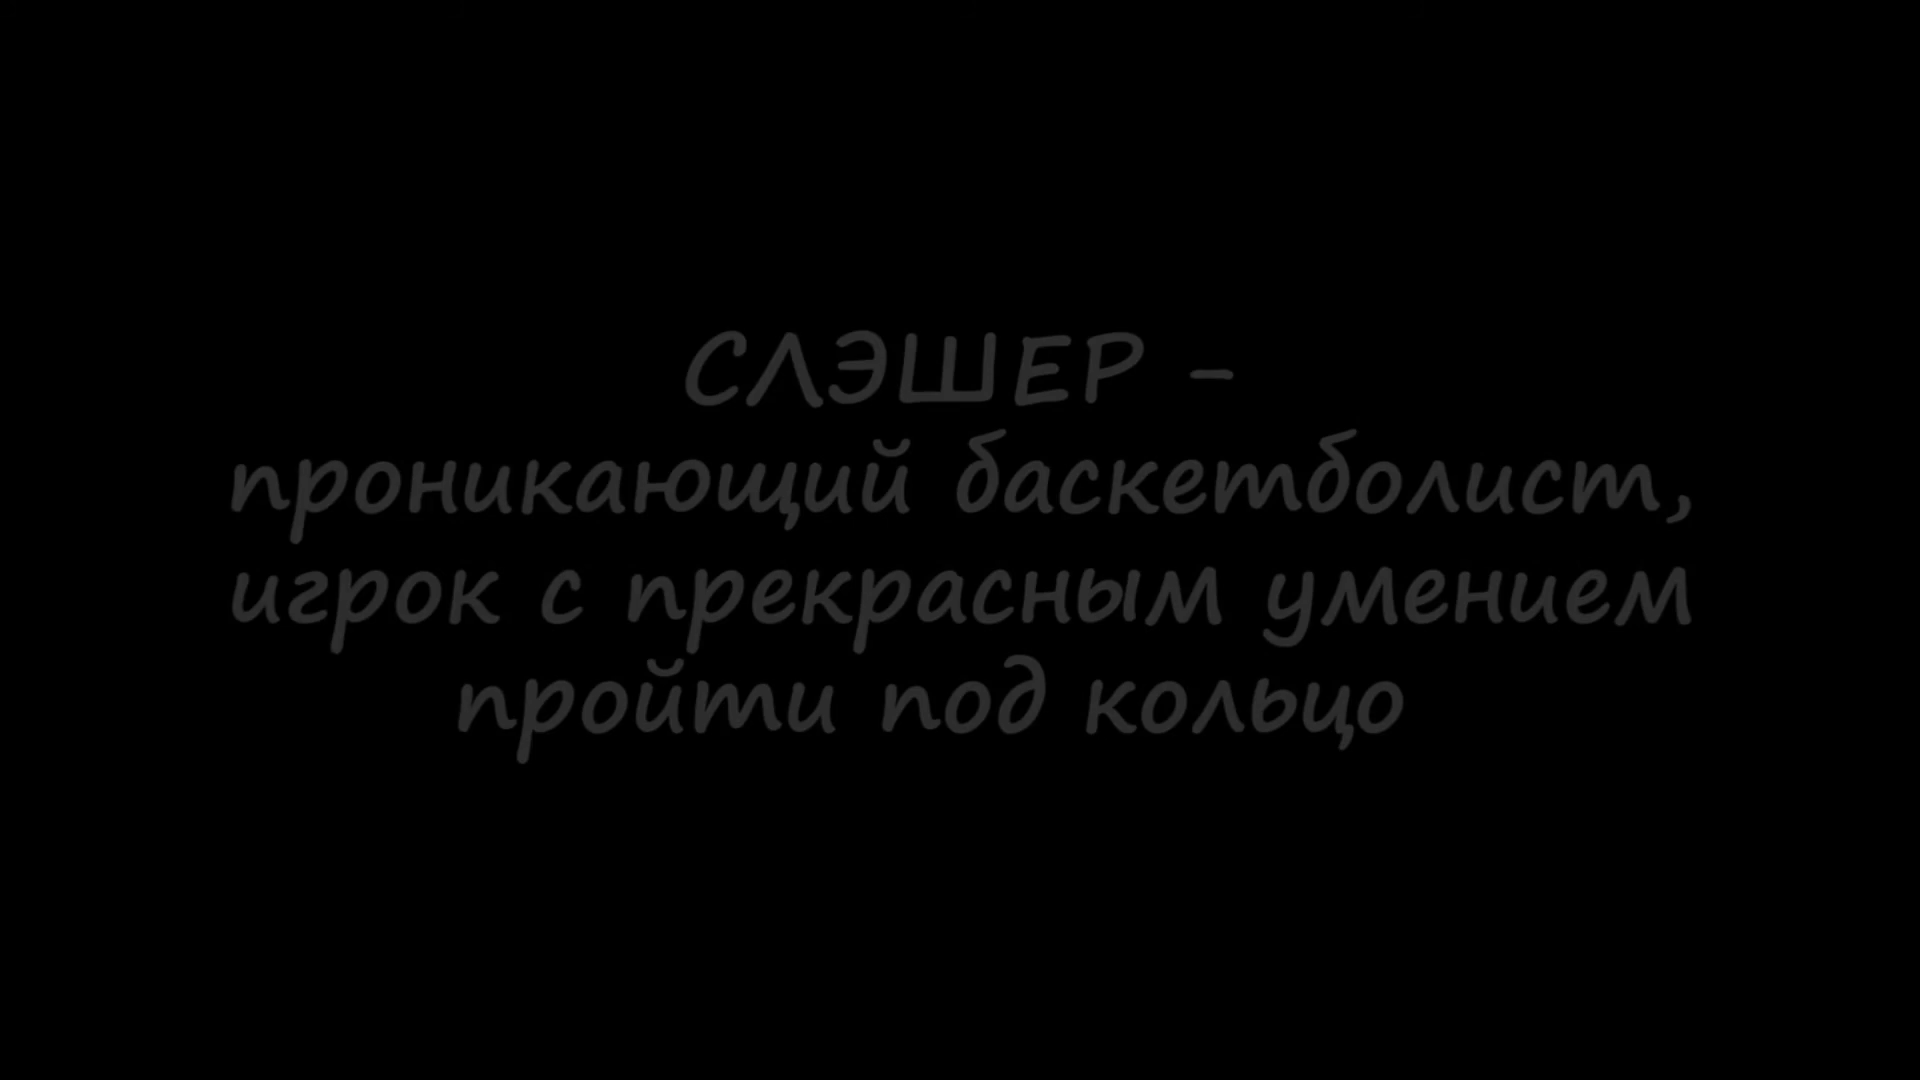 СЛЭШЕР -
проникающий баскетболист,
игрок с прекрасным умением
пройти под кольцо